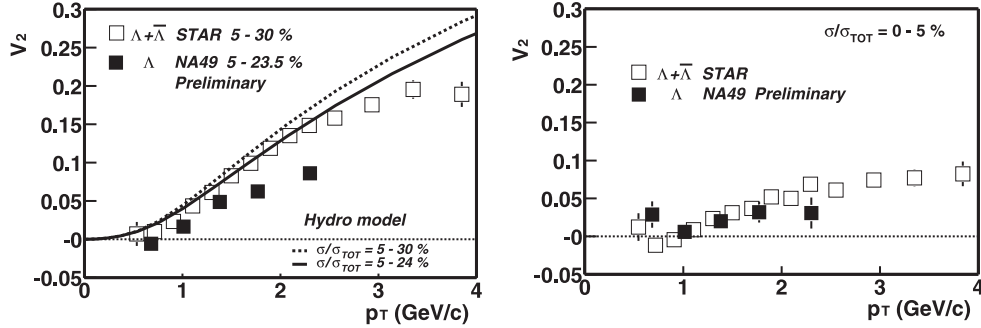 V2
0.3
0.25
0.2
0.15
0.1
0.05
-0
-0.05
Λ+Λ̅ STAR 5 - 30 %
Λ NA49 5 - 23.5 %
Preliminary
Hydro model
σ/σTOT = 5 - 30 %
σ/σTOT = 5 - 24 %
0 1 2 3 4
pT (GeV/c)
V2
0.3
0.25
0.2
0.15
0.1
0.05
-0
-0.05
σ/σTOT = 0 - 5 %
Λ+Λ̅ STAR
Λ NA49 Preliminary
0 1 2 3 4
pT (GeV/c)